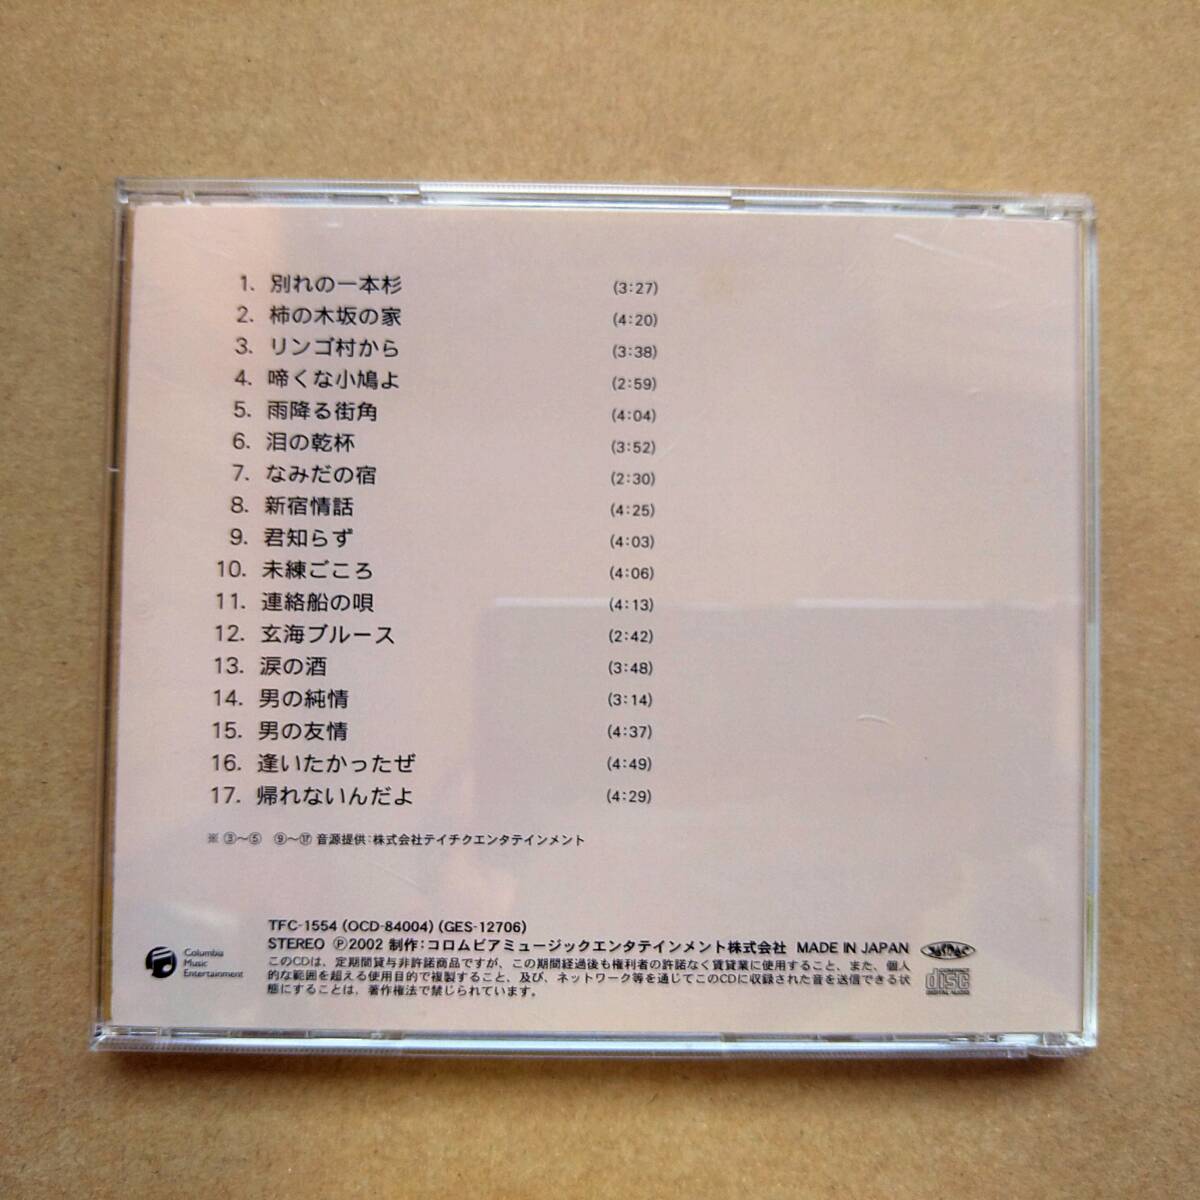 1. 別れの一本杉 (3:27)
2. 柿の木坂の家 (4:20)
3. リンゴ村から (3:38)
4. 啼くな小鳩よ (2:59)
5. 雨降る街角 (4:04)
6. 泪の乾杯 (3:52)
7. なみだの宿 (2:30)
8. 新宿情話 (4:25)
9. 君知らず (4:03)
10. 未練ごころ (4:06)
11. 連絡船の唄 (4:13)
12. 玄海ブルース (2:42)
13. 涙の酒 (3:48)
14. 男の純情 (3:14)
15. 男の友情 (4:37)
16. 逢いたかったぜ (4:49)
17. 帰れないんだよ (4:29)
※ ③〜⑤ ⑨〜⑰ 音源提供:株式会社テイチクエンタテインメント
TFC-1554 (OCD-84004) (GES-12706)
STEREO Ⓟ2002 制作:コロムビアミュージックエンタテインメント株式会社 MADE IN JAPAN
このCDは、定期間貸与非許諾商品ですが、この期間経過後も権利者の許諾なく賃貸業に使用すること、また、個人
的な範囲を超える使用目的で複製すること、及び、ネットワーク等を通じてこのCDに収録された音を送信できる状
態にすることは、著作権法で禁じられています。
Columbia
Music
Entertainment
COMPACT
disc
DIGITAL AUDIO